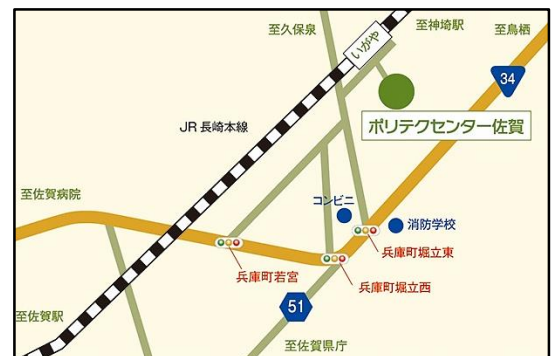 至久保泉
至神埼駅
至鳥栖
いがや
34
JR長崎本線
ポリテクセンター佐賀
至佐賀病院
コンビニ
消防学校
兵庫町堀立東
兵庫町若宮
兵庫町堀立西
51
至佐賀駅
至佐賀県庁